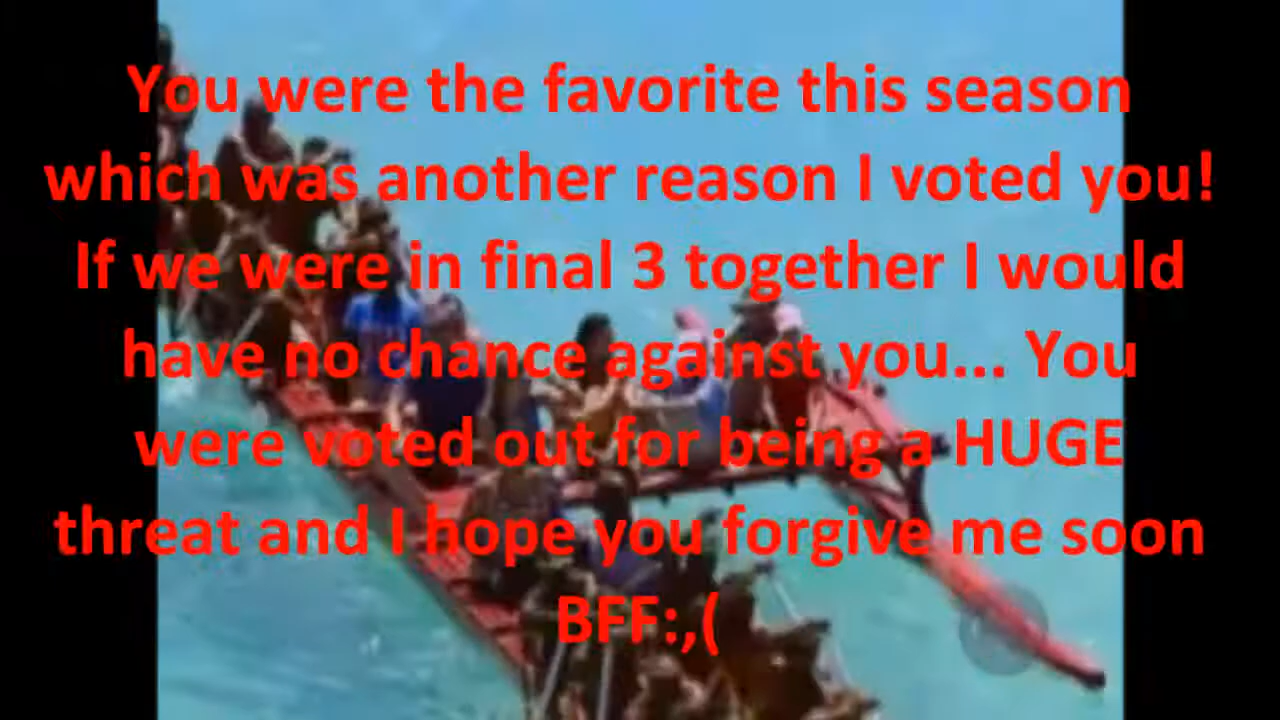 You were the favorite this season
which was another reason I voted you!
If we were in final 3 together I would
have no chance against you... You
were voted out for being a HUGE
threat and I hope you forgive me soon
BFF:,(